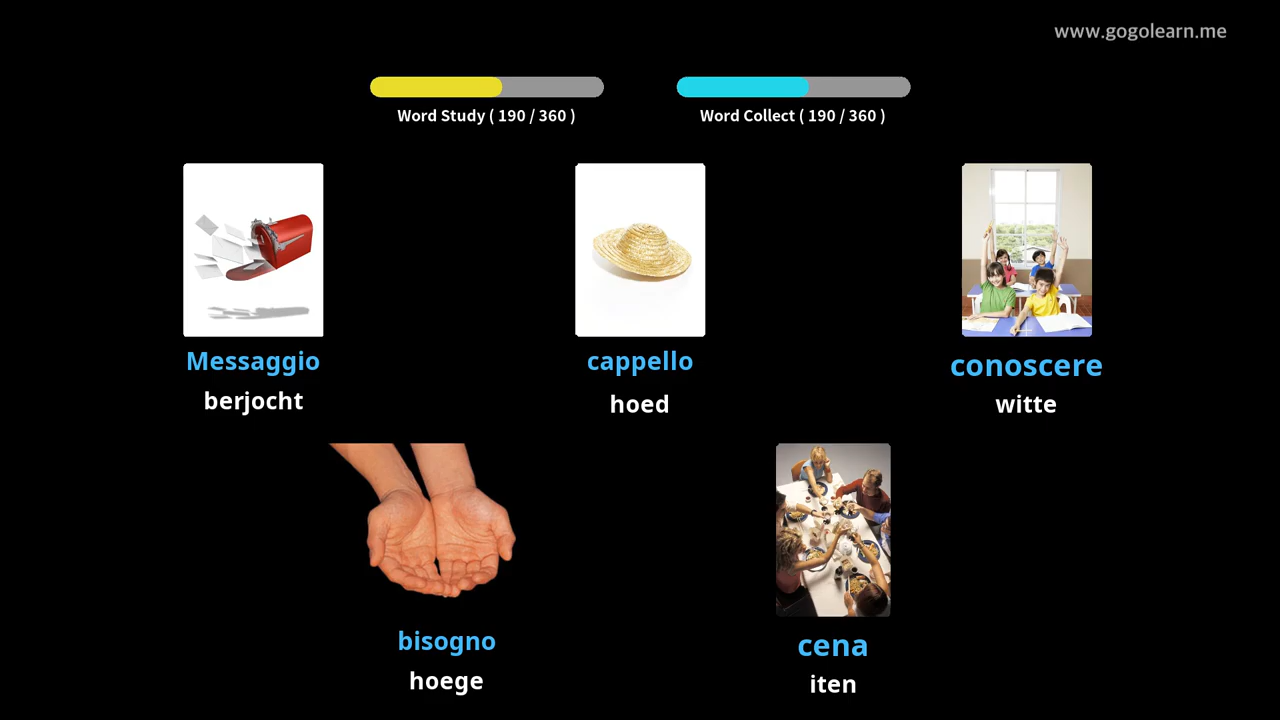 www.gogolearn.me
Word Study ( 190 / 360 )
Word Collect ( 190 / 360 )
Messaggio
berjocht
cappello
hoed
conoscere
witte
bisogno
hoege
cena
iten